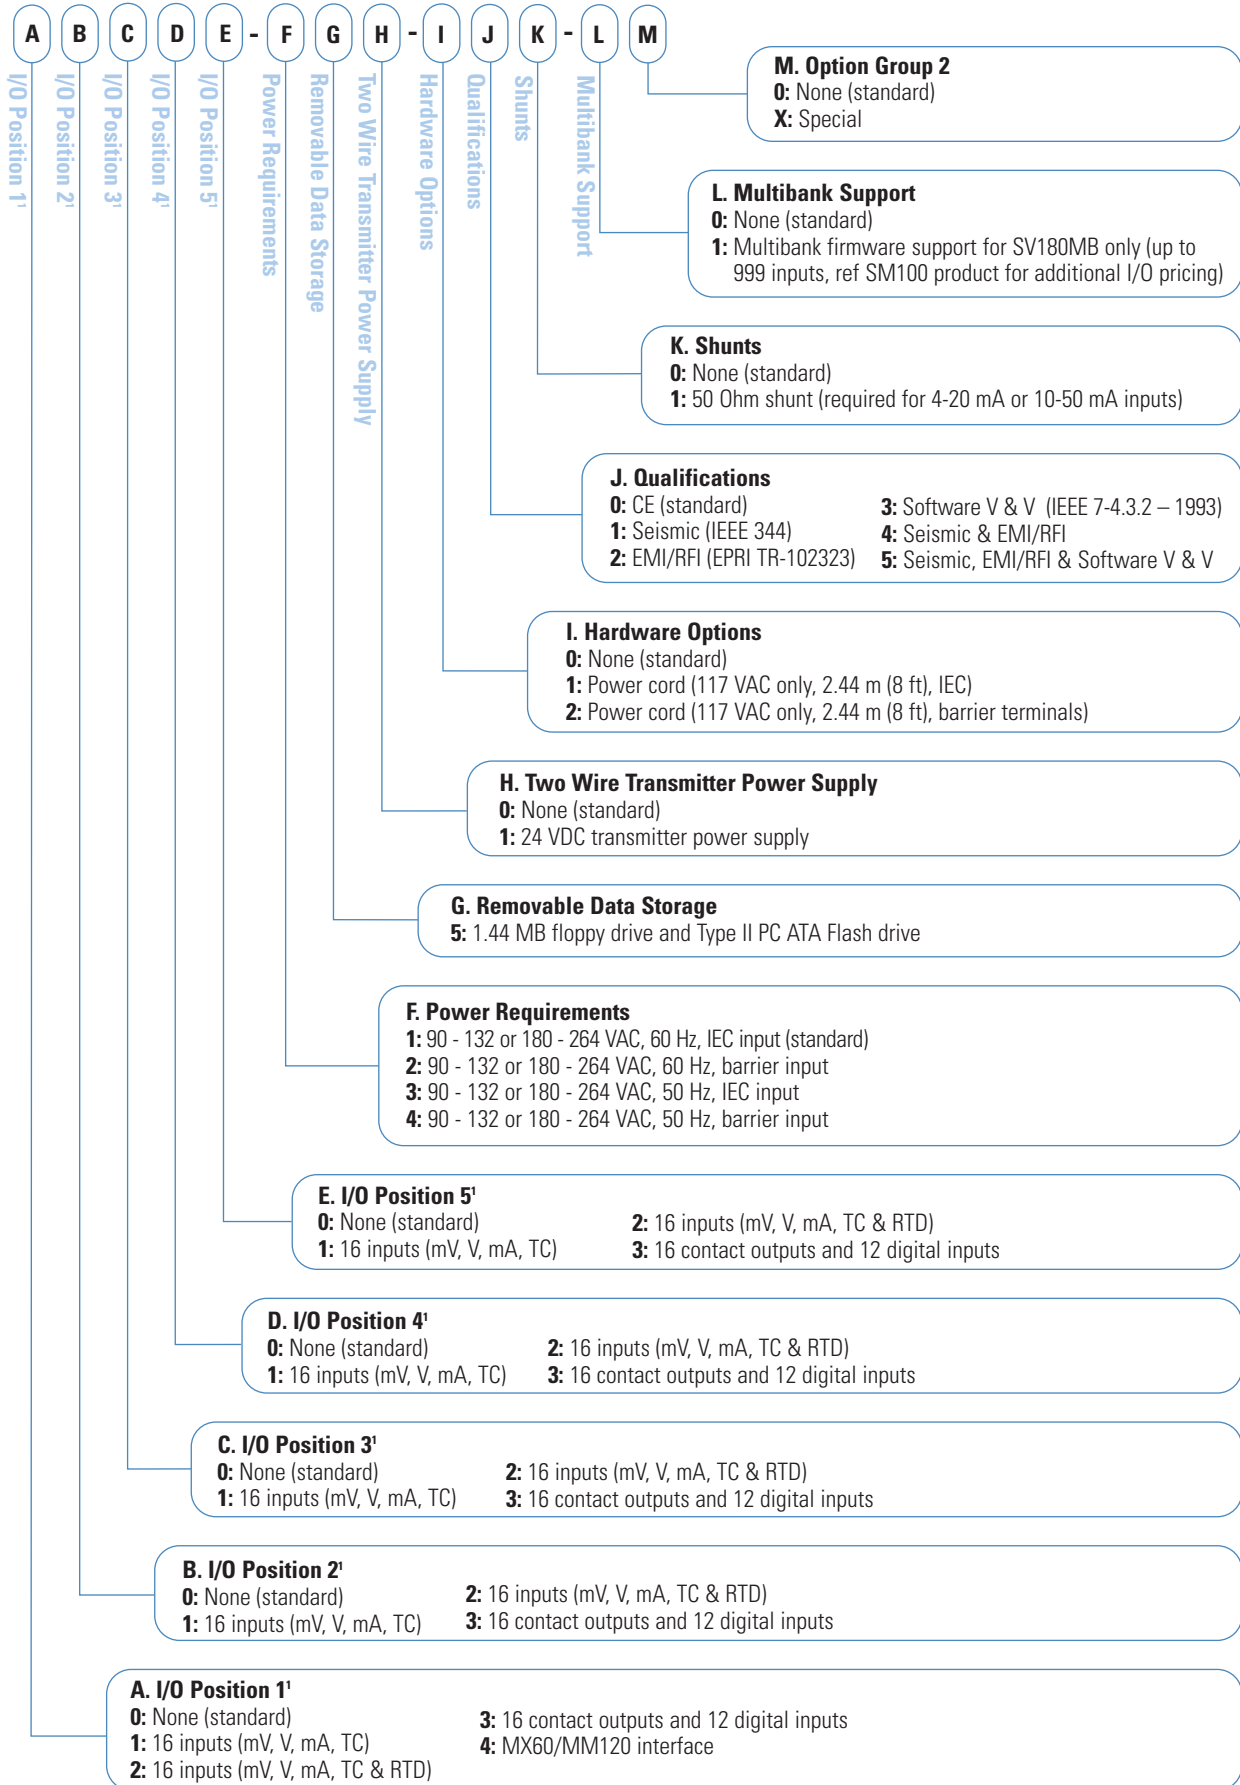 A B C D E - F G H - I J K - L M
I/O Position 1¹
I/O Position 2¹
I/O Position 3¹
I/O Position 4¹
I/O Position 5¹
Power Requirements
Removable Data Storage
Two Wire Transmitter Power Supply
Hardware Options
Qualifications
Shunts
Multibank Support
M. Option Group 2
0: None (standard)
X: Special
L. Multibank Support
0: None (standard)
1: Multibank firmware support for SV180MB only (up to
999 inputs, ref SM100 product for additional I/O pricing)
K. Shunts
0: None (standard)
1: 50 Ohm shunt (required for 4-20 mA or 10-50 mA inputs)
J. Qualifications
0: CE (standard)
1: Seismic (IEEE 344)
2: EMI/RFI (EPRI TR-102323)
3: Software V & V (IEEE 7-4.3.2 – 1993)
4: Seismic & EMI/RFI
5: Seismic, EMI/RFI & Software V & V
I. Hardware Options
0: None (standard)
1: Power cord (117 VAC only, 2.44 m (8 ft), IEC)
2: Power cord (117 VAC only, 2.44 m (8 ft), barrier terminals)
H. Two Wire Transmitter Power Supply
0: None (standard)
1: 24 VDC transmitter power supply
G. Removable Data Storage
5: 1.44 MB floppy drive and Type II PC ATA Flash drive
F. Power Requirements
1: 90 - 132 or 180 - 264 VAC, 60 Hz, IEC input (standard)
2: 90 - 132 or 180 - 264 VAC, 60 Hz, barrier input
3: 90 - 132 or 180 - 264 VAC, 50 Hz, IEC input
4: 90 - 132 or 180 - 264 VAC, 50 Hz, barrier input
E. I/O Position 5¹
0: None (standard)
1: 16 inputs (mV, V, mA, TC)
2: 16 inputs (mV, V, mA, TC & RTD)
3: 16 contact outputs and 12 digital inputs
D. I/O Position 4¹
0: None (standard)
1: 16 inputs (mV, V, mA, TC)
2: 16 inputs (mV, V, mA, TC & RTD)
3: 16 contact outputs and 12 digital inputs
C. I/O Position 3¹
0: None (standard)
1: 16 inputs (mV, V, mA, TC)
2: 16 inputs (mV, V, mA, TC & RTD)
3: 16 contact outputs and 12 digital inputs
B. I/O Position 2¹
0: None (standard)
1: 16 inputs (mV, V, mA, TC)
2: 16 inputs (mV, V, mA, TC & RTD)
3: 16 contact outputs and 12 digital inputs
A. I/O Position 1¹
0: None (standard)
1: 16 inputs (mV, V, mA, TC)
2: 16 inputs (mV, V, mA, TC & RTD)
3: 16 contact outputs and 12 digital inputs
4: MX60/MM120 interface